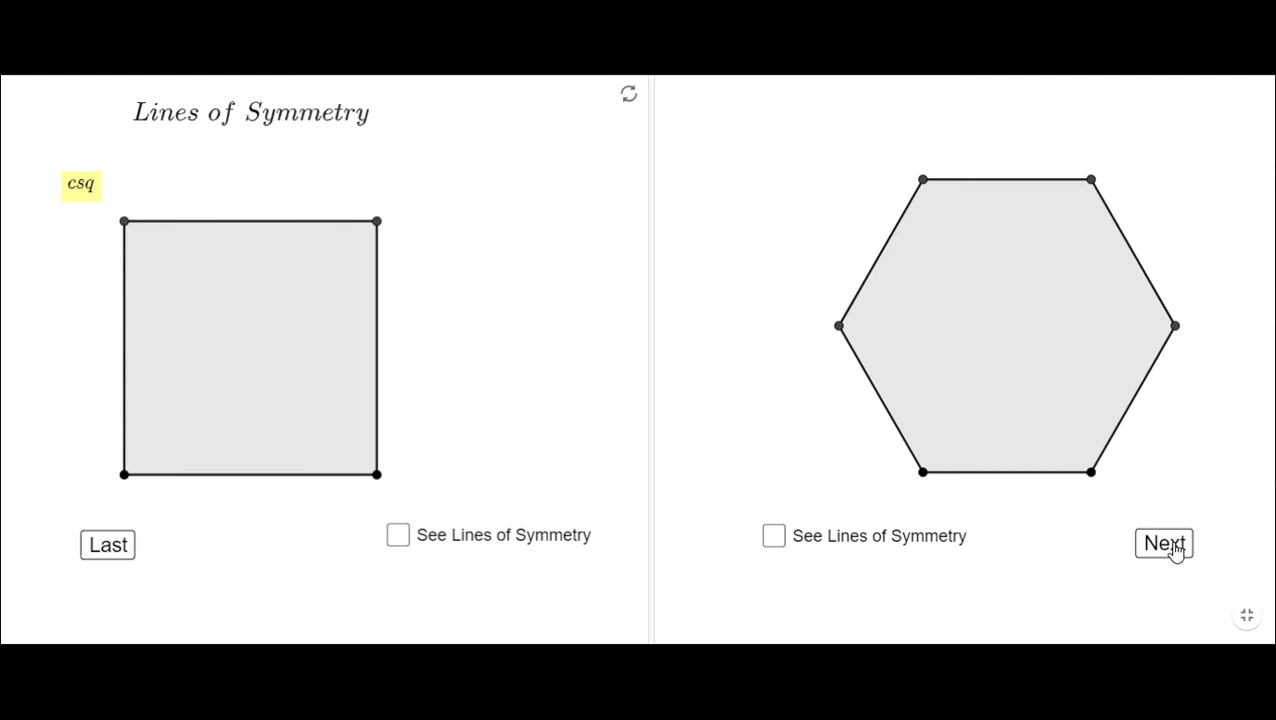 Lines of Symmetry
csq
Last
See Lines of Symmetry
See Lines of Symmetry
Next